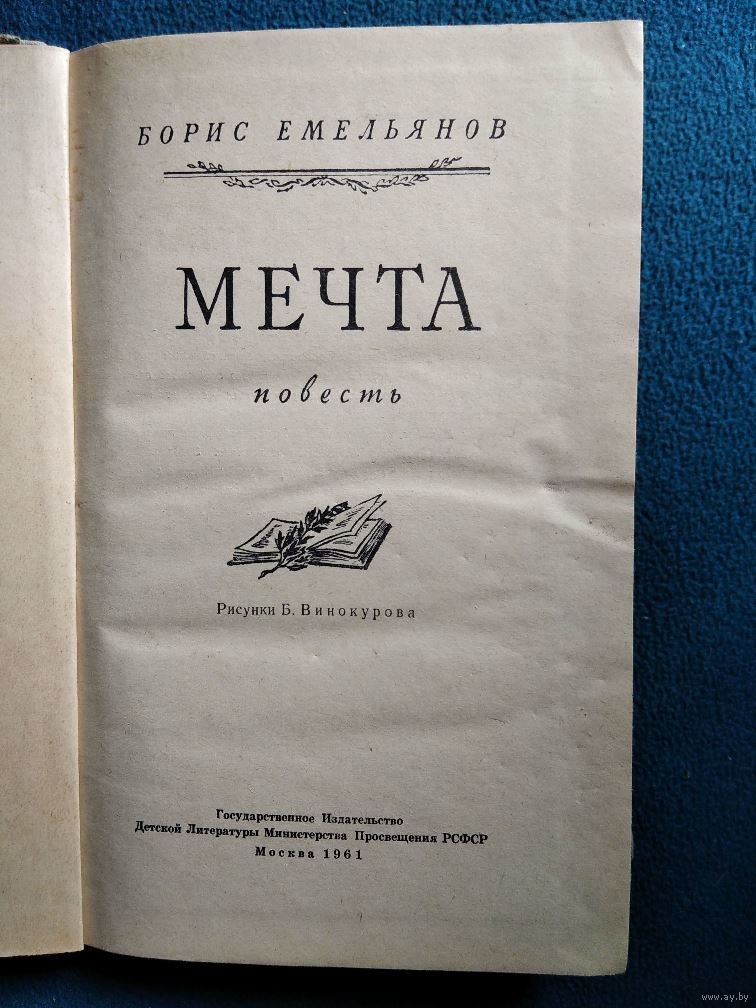 БОРИС ЕМЕЛЬЯНОВ
МЕЧТА
повесть
Рисунки Б. Винокурова
Государственное Издательство
Детской Литературы Министерства Просвещения РСФСР
Москва 1961
www.ay.by